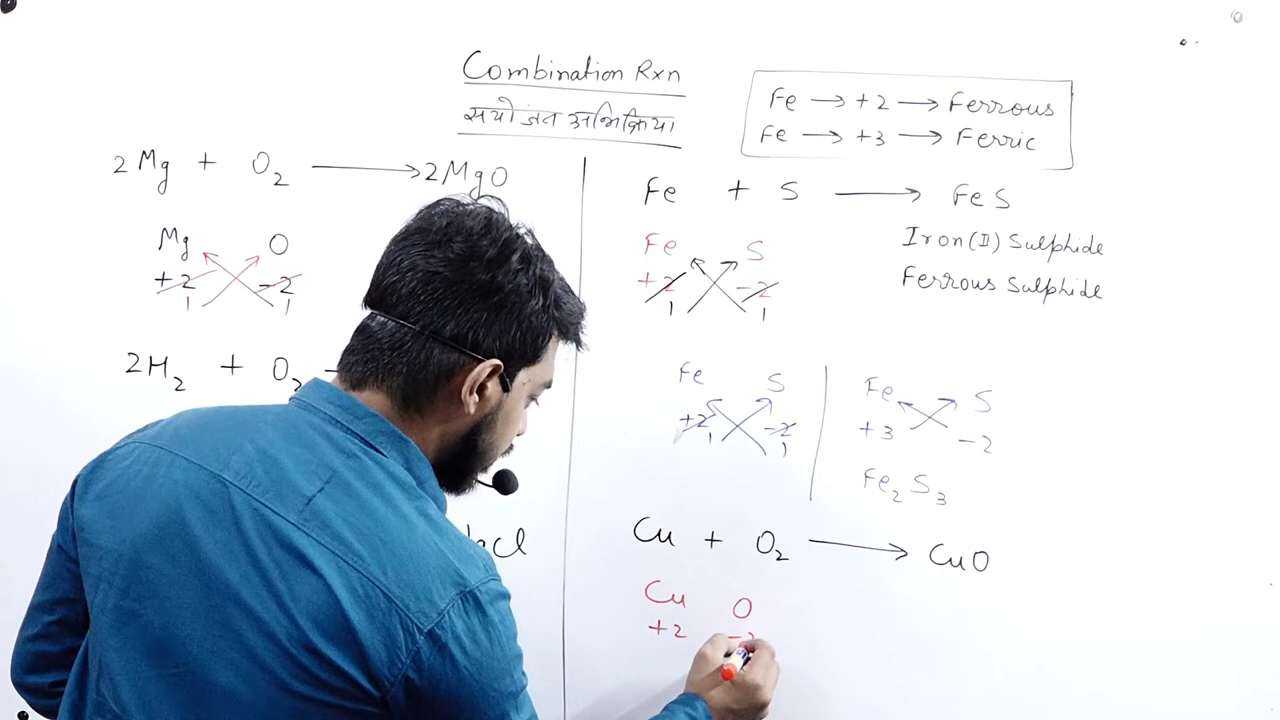 Combination Rxn
सयोजन अभिक्रिया
Fe → +2 → Ferrous
Fe → +3 → Ferric
2Mg + O₂ → 2MgO
Mg O
+2 -2
1 1
2H₂ + O₂
Fe + S → FeS
Iron(II) Sulphide
Ferrous Sulphide
Fe S
+2 -2
1 1
Fe S
+2 -2
1 1
Fe S
+3 -2
Fe₂S₃
Cl
Cu + O₂ → CuO
Cu O
+2 -2